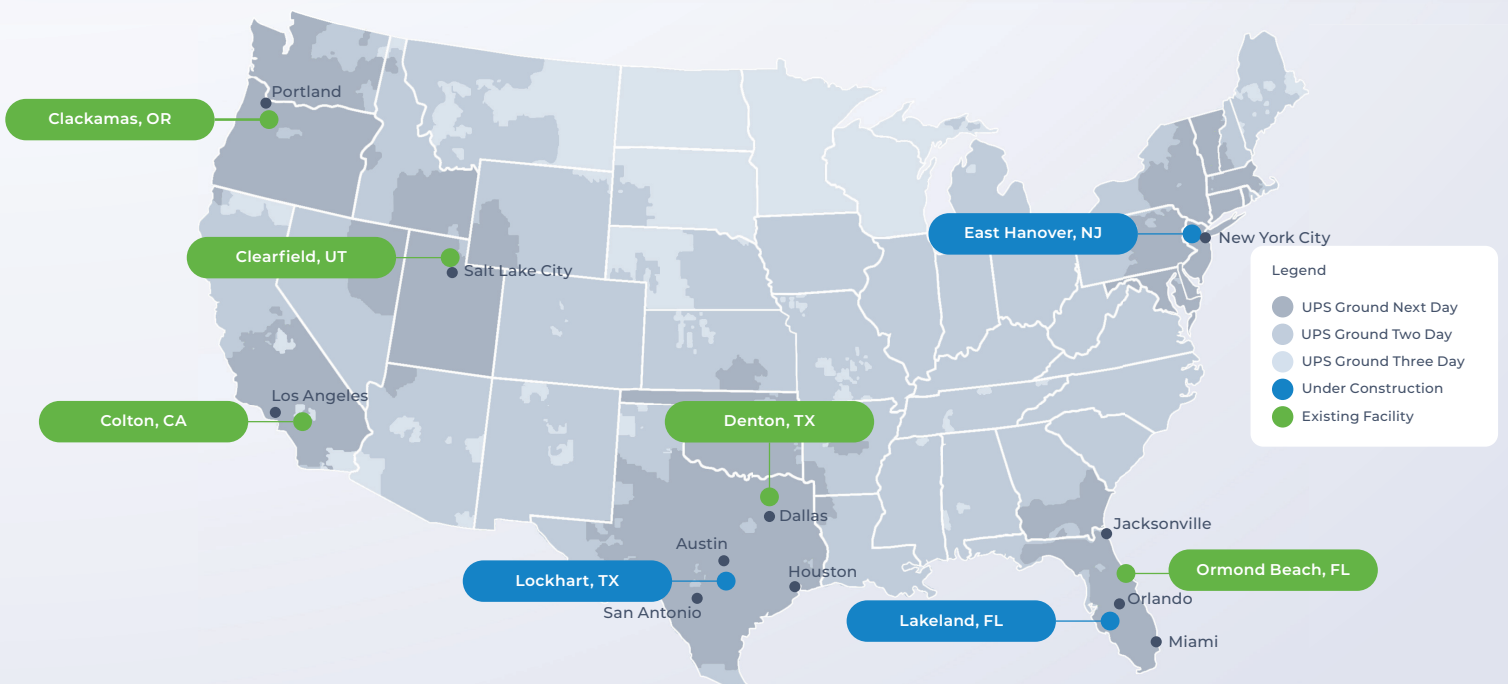 Portland
Clackamas, OR
East Hanover, NJ
New York City
Clearfield, UT
Salt Lake City
Legend
UPS Ground Next Day
UPS Ground Two Day
UPS Ground Three Day
Under Construction
Existing Facility
Los Angeles
Colton, CA
Denton, TX
Dallas
Jacksonville
Austin
Houston
Ormond Beach, FL
Lockhart, TX
Orlando
San Antonio
Lakeland, FL
Miami